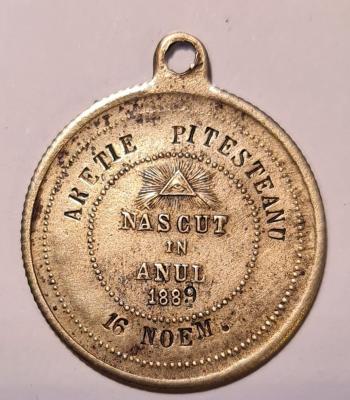 ARETIE PITESTEANU
NASCUT
IN
ANUL
1889
16 NOEM.